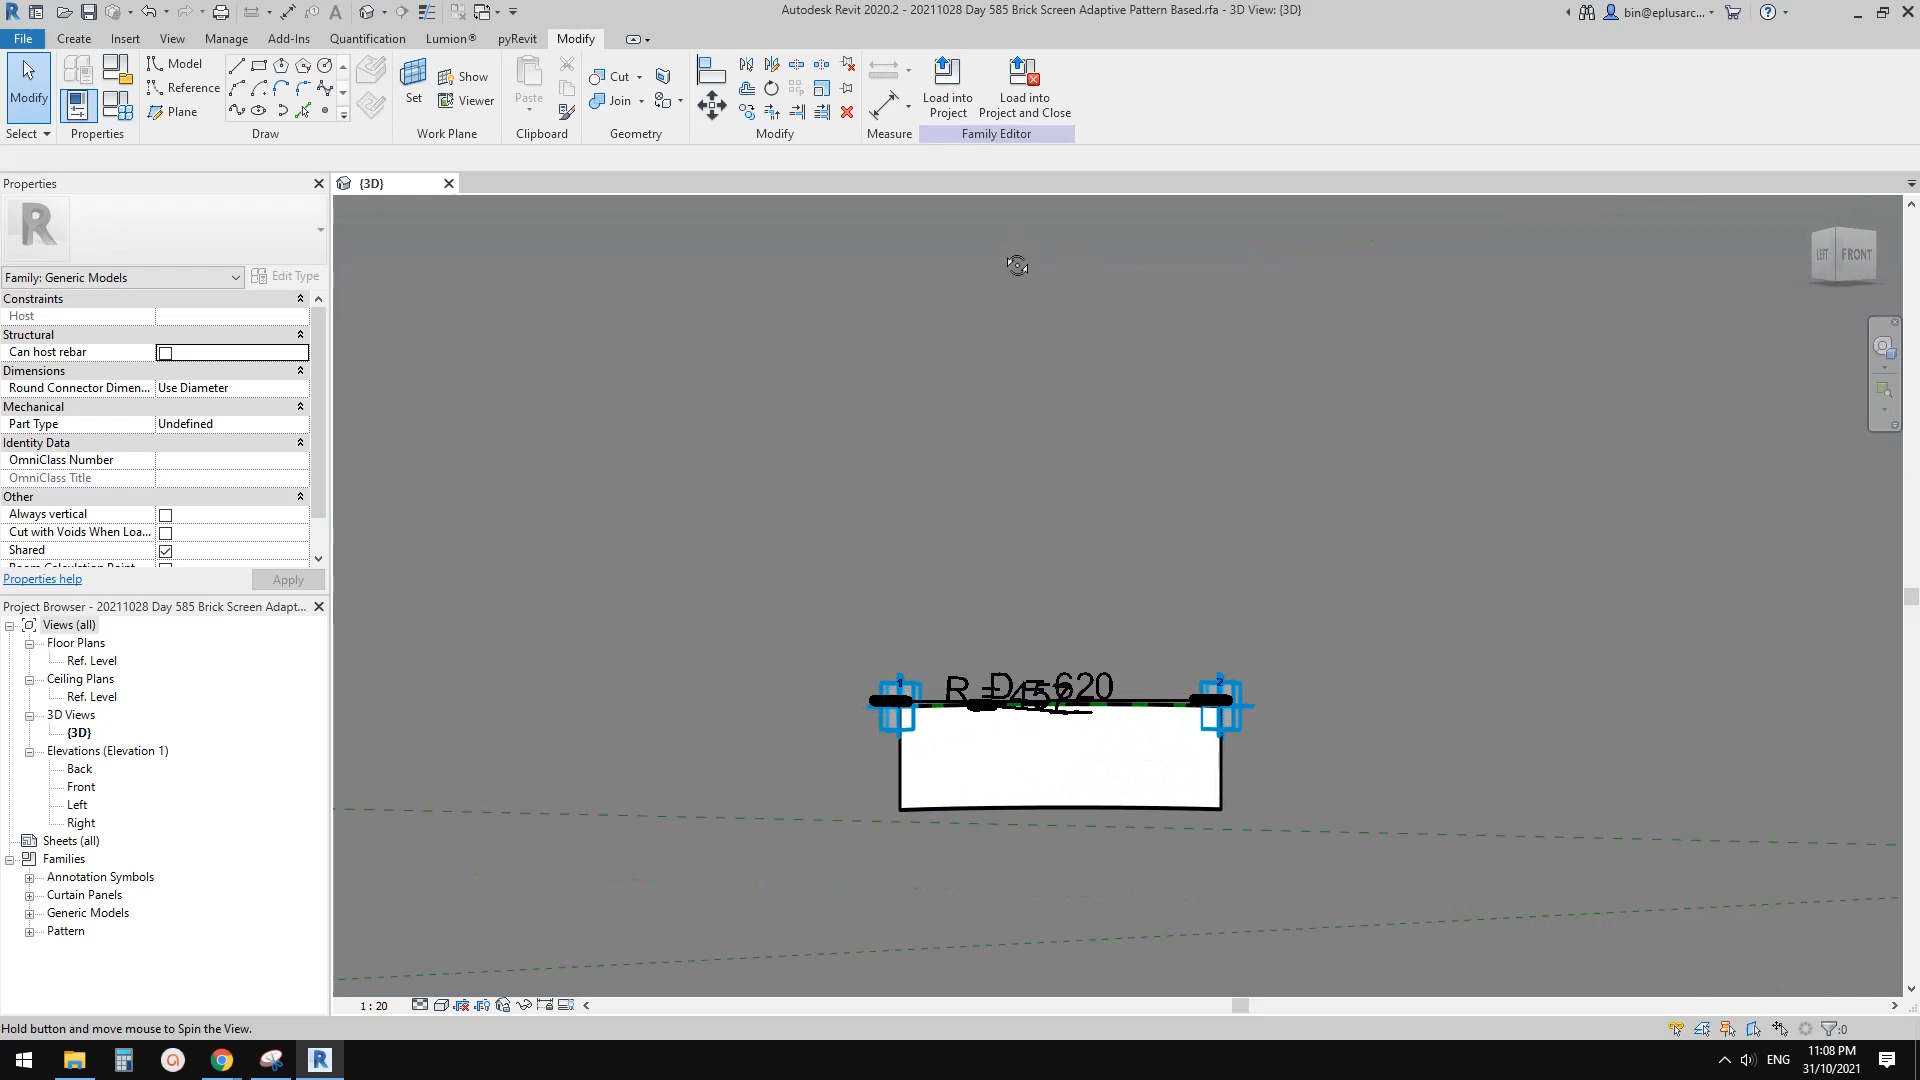 Autodesk Revit 2020.2 - 20211028 Day 585 Brick Screen Adaptive Pattern Based.rfa - 3D View: {3D}
bin@eplusarc...
File
Create
Insert
View
Manage
Add-Ins
Quantification
Lumion®
pyRevit
Modify
Modify
Select
Properties
Model
Reference
Plane
Draw
Set
Show
Viewer
Work Plane
Paste
Clipboard
Cut
Join
Geometry
Modify
Measure
Load into
Project
Load into
Project and Close
Family Editor
Properties
{3D}
R
Family: Generic Models
Edit Type
Constraints
Host
Structural
Can host rebar
Dimensions
Round Connector Dimen...
Use Diameter
Mechanical
Part Type
Undefined
Identity Data
OmniClass Number
OmniClass Title
Other
Always vertical
Cut with Voids When Loa...
Shared
Properties help
Apply
Project Browser - 20211028 Day 585 Brick Screen Adapt...
Views (all)
Floor Plans
Ref. Level
Ceiling Plans
Ref. Level
3D Views
{3D}
Elevations (Elevation 1)
Back
Front
Left
Right
Sheets (all)
Families
Annotation Symbols
Curtain Panels
Generic Models
Pattern
LEFT
FRONT
1
2
R = 457
D = 620
1 : 20
Hold button and move mouse to Spin the View.
:0
ENG
11:08 PM
31/10/2021